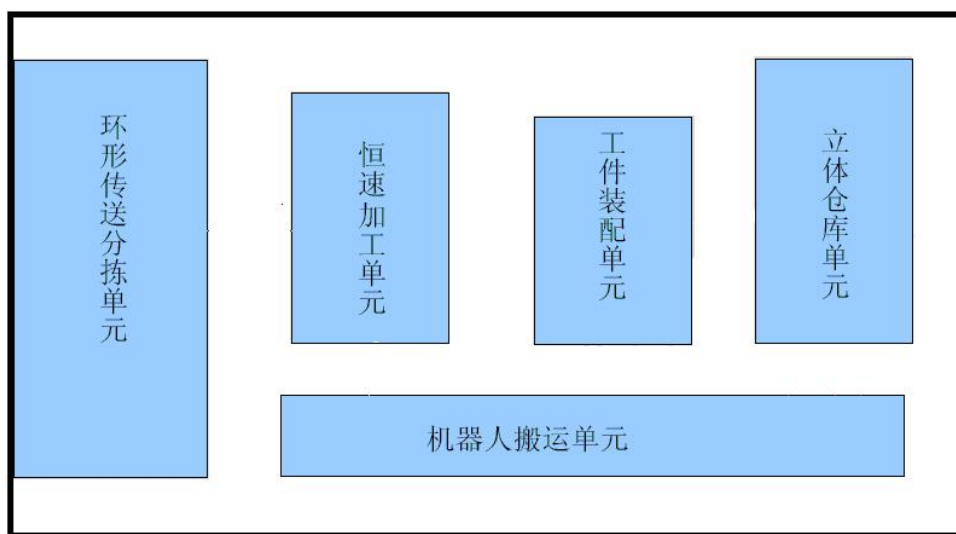 环形传送分拣单元
恒速加工单元
工件装配单元
立体仓库单元
机器人搬运单元